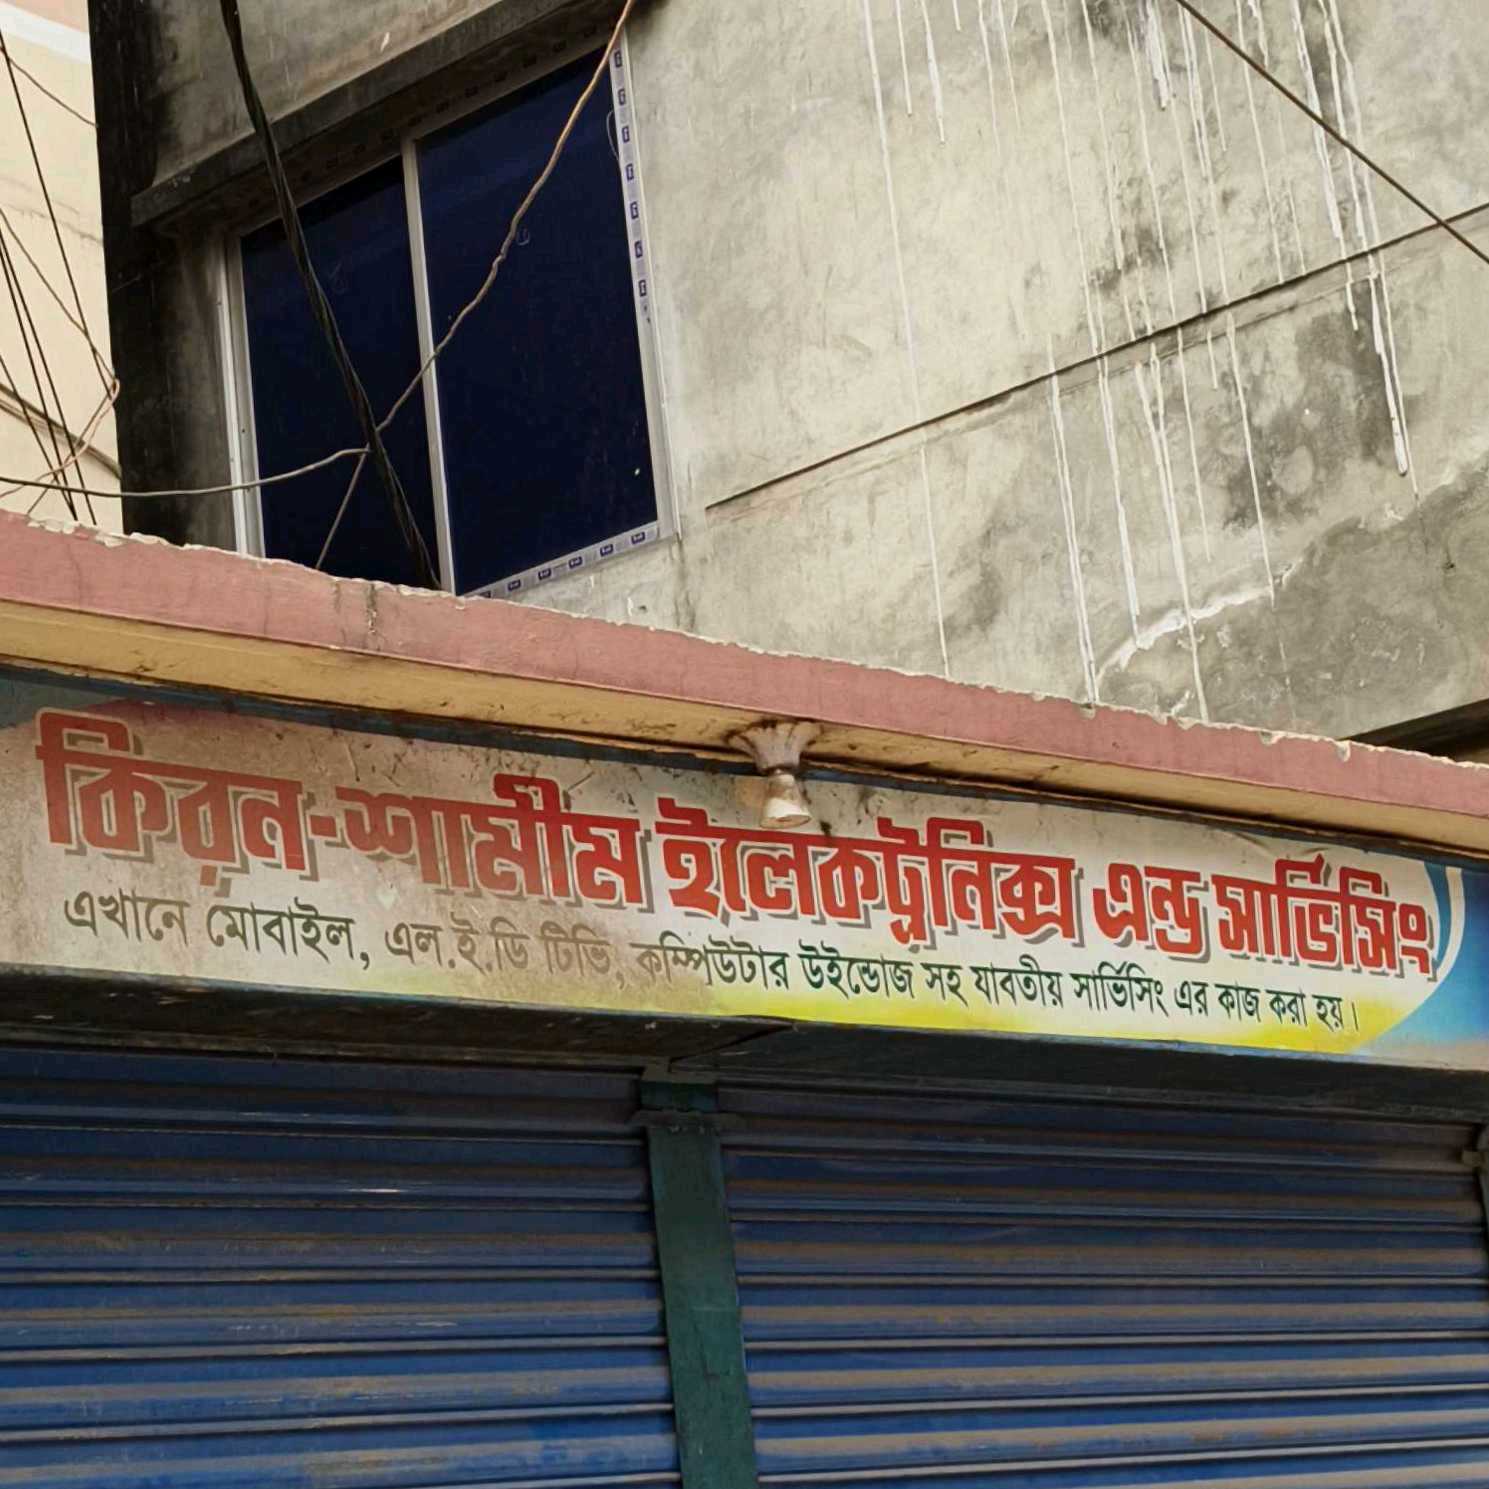 কিরন-শামীম ইলেকট্রনিক্স এন্ড সার্ভিসিং
এখানে মোবাইল, এল.ই.ডি টিভি, কম্পিউটার উইন্ডোজ সহ যাবতীয় সার্ভিসিং এর কাজ করা হয়।